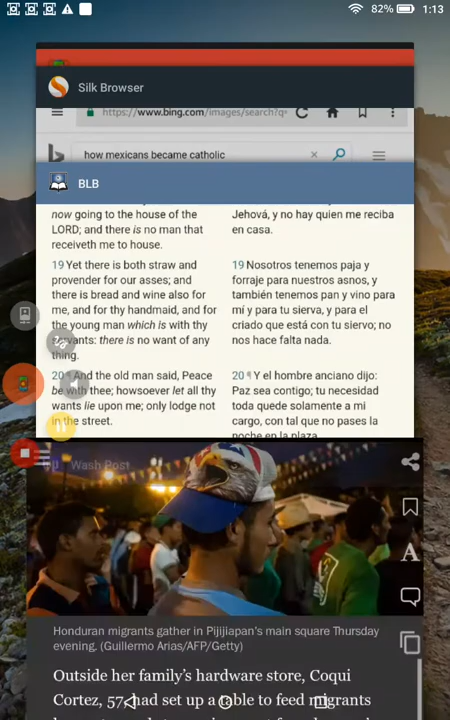 82% 1:13
Silk Browser
https://www.bing.com/images/search?q=
how mexicans became catholic
BLB
now going to the house of the
LORD; and there is no man that
receiveth me to house.
19 Yet there is both straw and
provender for our asses; and
there is bread and wine also for
me, and for thy handmaid, and for
the young man which is with thy
servants: there is no want of any
thing.
20 ¶ And the old man said, Peace
be with thee; howsoever let all thy
wants lie upon me; only lodge not
in the street.
Jehová, y no hay quien me reciba
en casa.
19 Nosotros tenemos paja y
forraje para nuestros asnos, y
también tenemos pan y vino para
mí y para tu sierva, y para el
criado que está con tu siervo; no
nos hace falta nada.
20 ¶ Y el hombre anciano dijo:
Paz sea contigo; tu necesidad
toda quede solamente a mi
cargo, con tal que no pases la
noche en la plaza.
Wash Post
A
Honduran migrants gather in Pijijiapan's main square Thursday
evening. (Guillermo Arias/AFP/Getty)
Outside her family's hardware store, Coqui
Cortez, 57, had set up a table to feed migrants